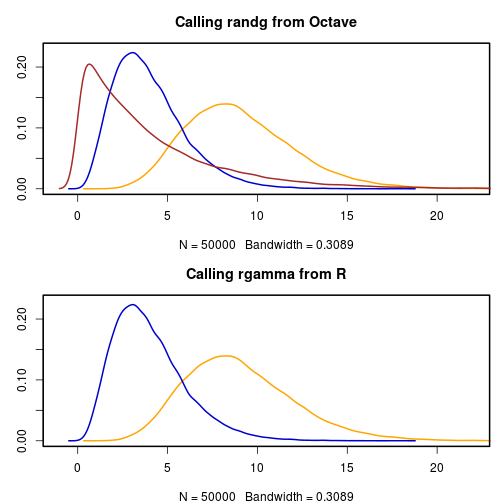 Calling randg from Octave
0.20
0.10
0.00
0 5 10 15 20
N = 50000 Bandwidth = 0.3089
Calling rgamma from R
0.20
0.10
0.00
0 5 10 15 20
N = 50000 Bandwidth = 0.3089